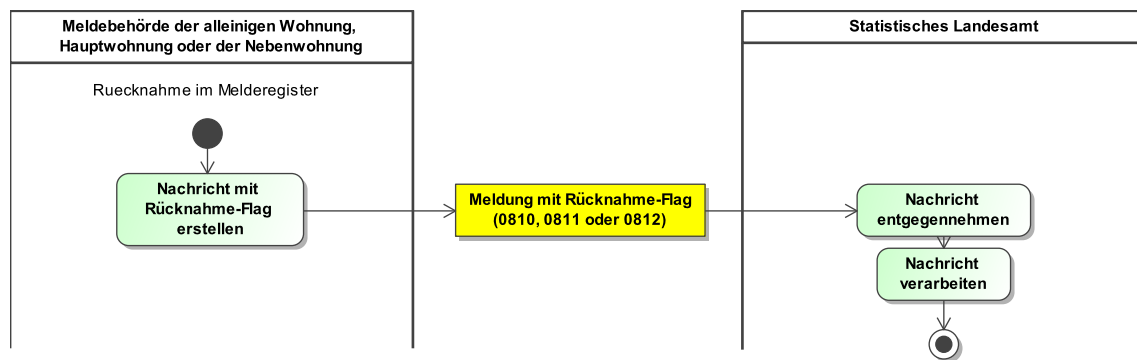 Meldebehörde der alleinigen Wohnung,
Hauptwohnung oder der Nebenwohnung
Statistisches Landesamt
Ruecknahme im Melderegister
Nachricht mit
Rücknahme-Flag
erstellen
Meldung mit Rücknahme-Flag
(0810, 0811 oder 0812)
Nachricht
entgegennehmen
Nachricht
verarbeiten